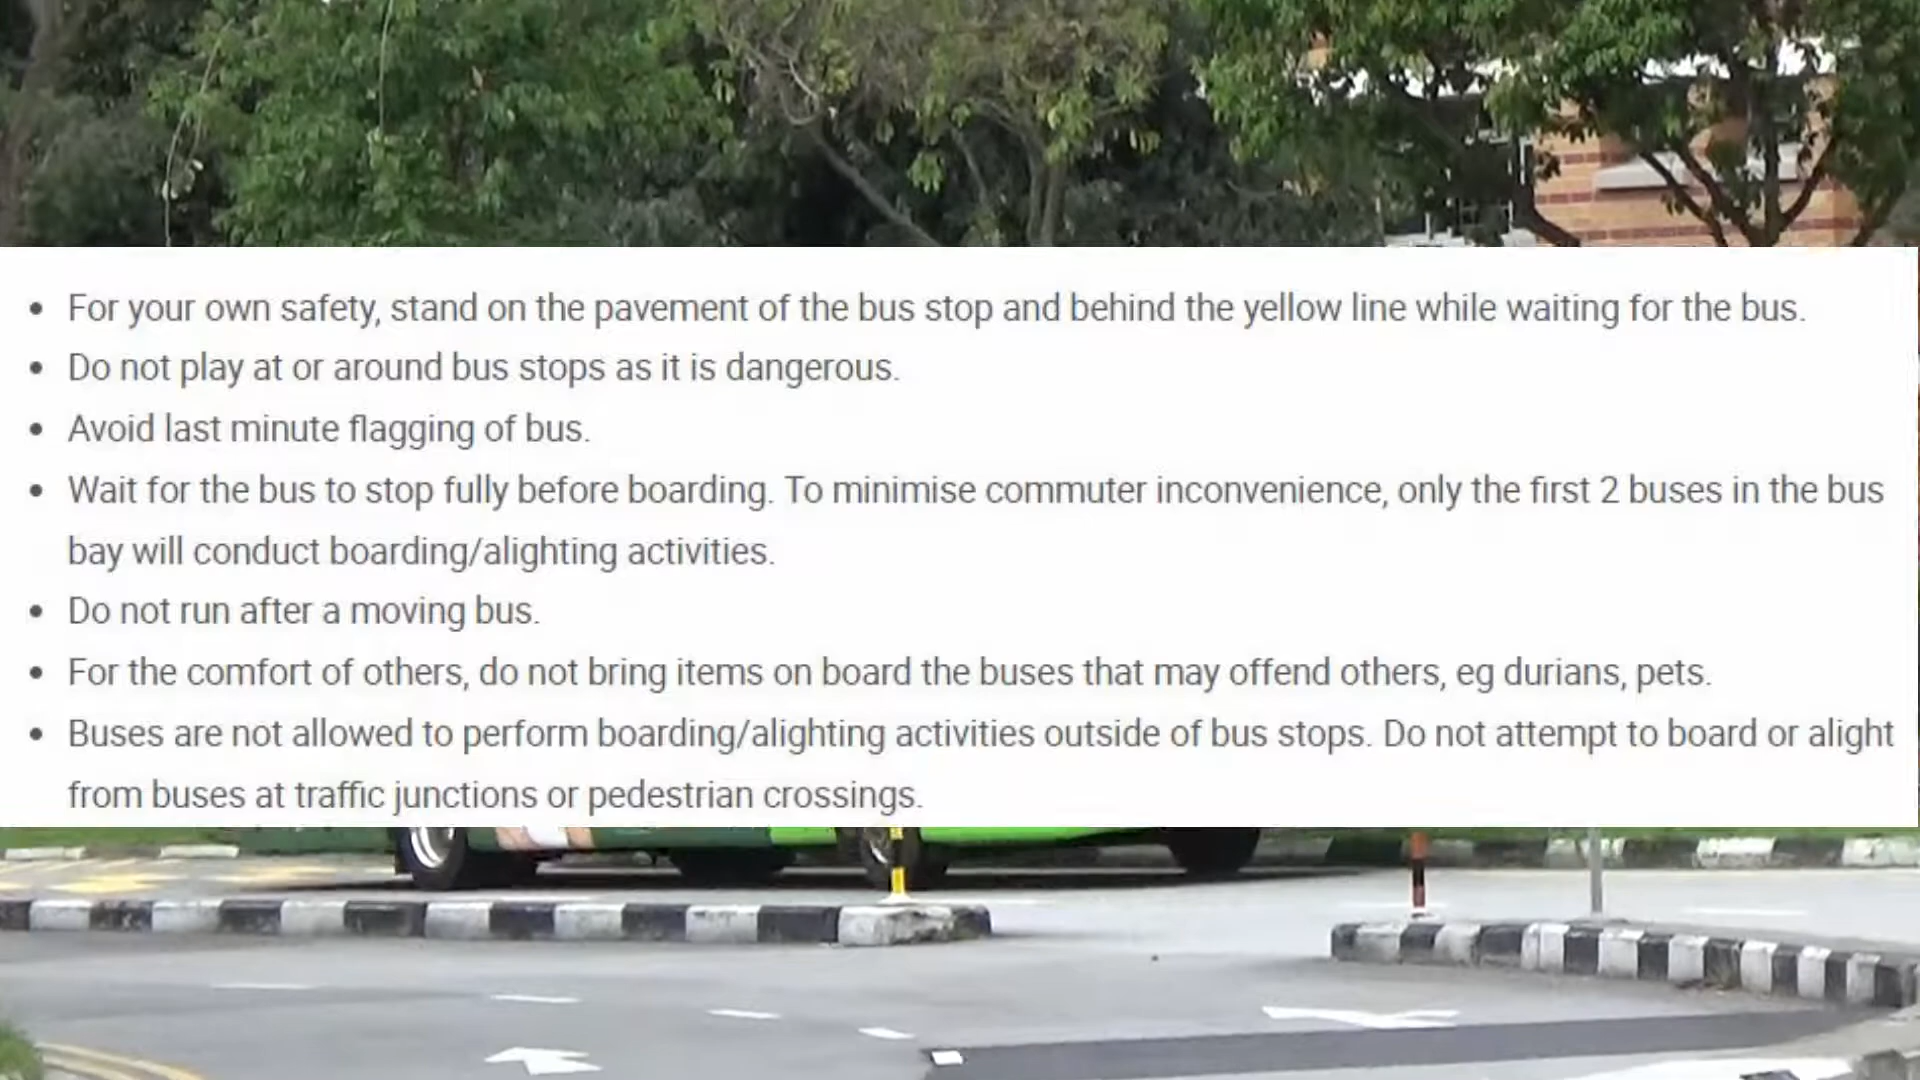 • For your own safety, stand on the pavement of the bus stop and behind the yellow line while waiting for the bus.
• Do not play at or around bus stops as it is dangerous.
• Avoid last minute flagging of bus.
• Wait for the bus to stop fully before boarding. To minimise commuter inconvenience, only the first 2 buses in the bus
bay will conduct boarding/alighting activities.
• Do not run after a moving bus.
• For the comfort of others, do not bring items on board the buses that may offend others, eg durians, pets.
• Buses are not allowed to perform boarding/alighting activities outside of bus stops. Do not attempt to board or alight
from buses at traffic junctions or pedestrian crossings.